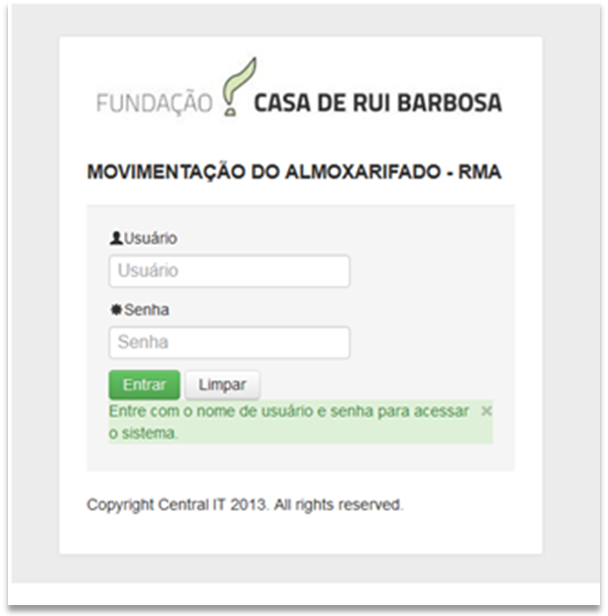 FUNDAÇÃO CASA DE RUI BARBOSA
MOVIMENTAÇÃO DO ALMOXARIFADO - RMA
Usuário
Usuário
Senha
Senha
Entrar Limpar
Entre com o nome de usuário e senha para acessar ×
o sistema.
Copyright Central IT 2013. All rights reserved.